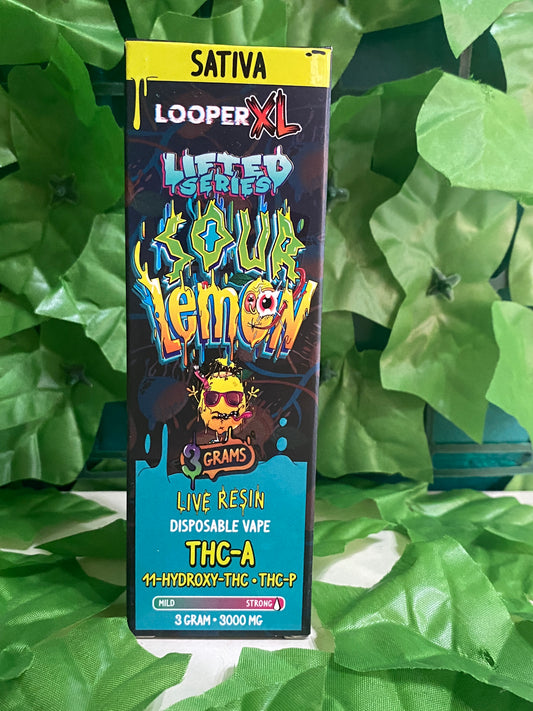 SATIVA
LOOPER XL
LIFTED
SERIES
SOUR
Lemon
3 GRAMS
LIVE RESIN
DISPOSABLE VAPE
THC-A
11-HYDROXY-THC • THC-P
MILD STRONG
3 GRAM • 3000 MG